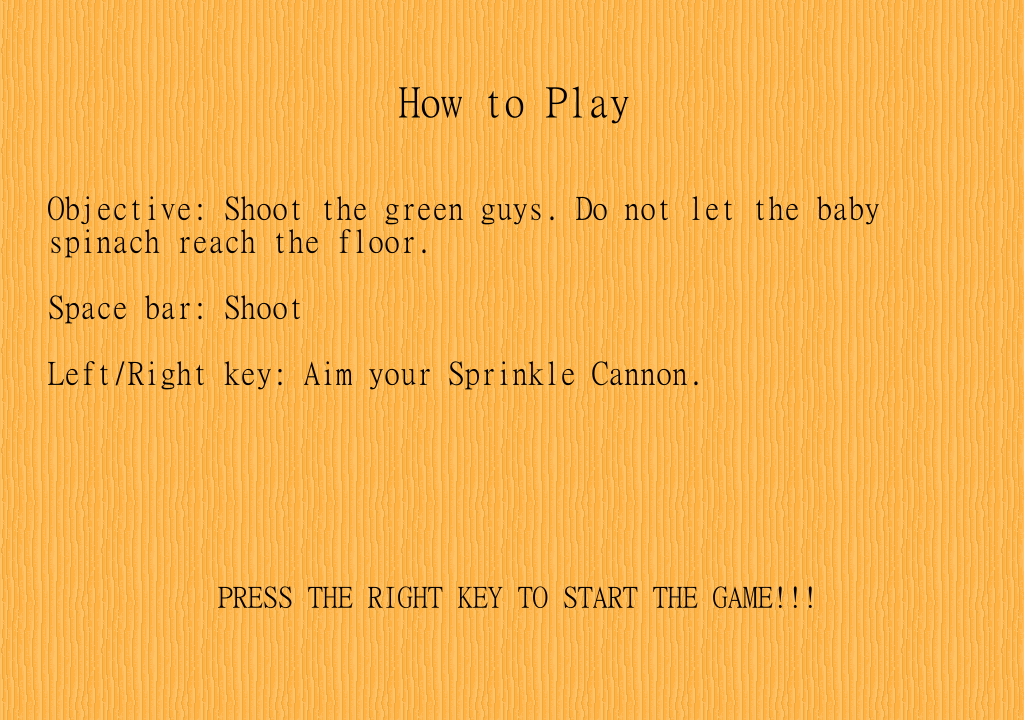 How to Play
Objective: Shoot the green guys. Do not let the baby
spinach reach the floor.
Space bar: Shoot
Left/Right key: Aim your Sprinkle Cannon.
PRESS THE RIGHT KEY TO START THE GAME!!!